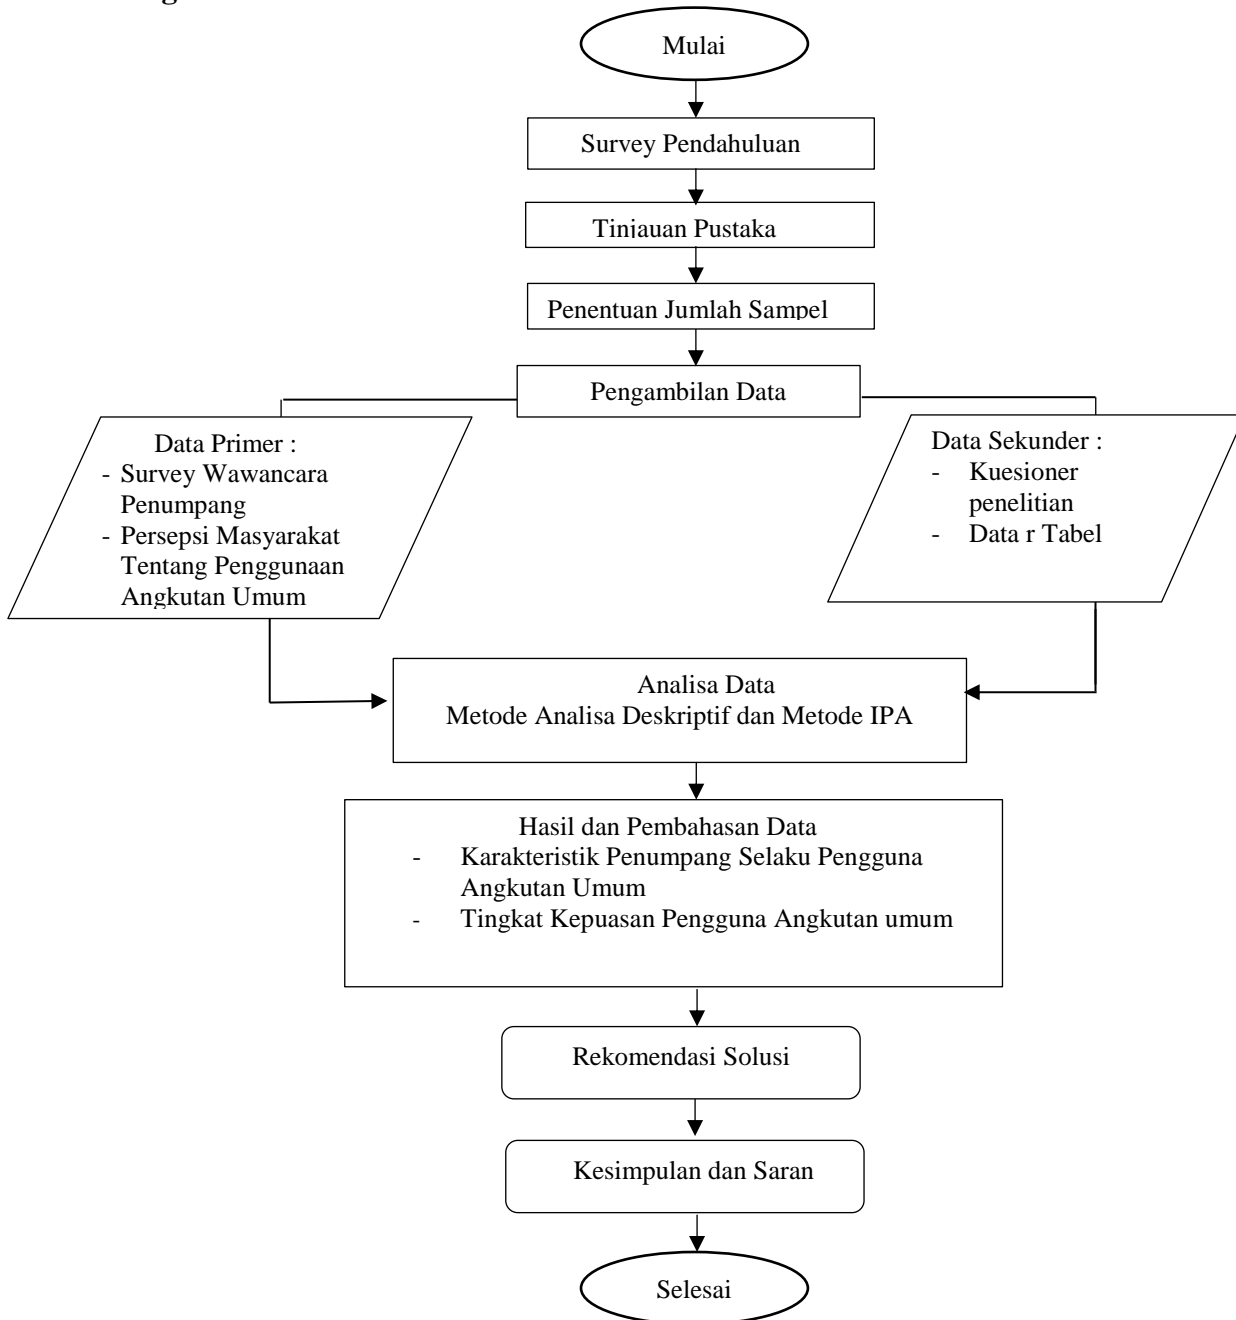 Mulai
Survey Pendahuluan
Tinjauan Pustaka
Penentuan Jumlah Sampel
Pengambilan Data
Data Primer :
- Survey Wawancara
Penumpang
- Persepsi Masyarakat
Tentang Penggunaan
Angkutan Umum
Data Sekunder :
- Kuesioner
penelitian
- Data r Tabel
Analisa Data
Metode Analisa Deskriptif dan Metode IPA
Hasil dan Pembahasan Data
- Karakteristik Penumpang Selaku Pengguna
Angkutan Umum
- Tingkat Kepuasan Pengguna Angkutan umum
Rekomendasi Solusi
Kesimpulan dan Saran
Selesai